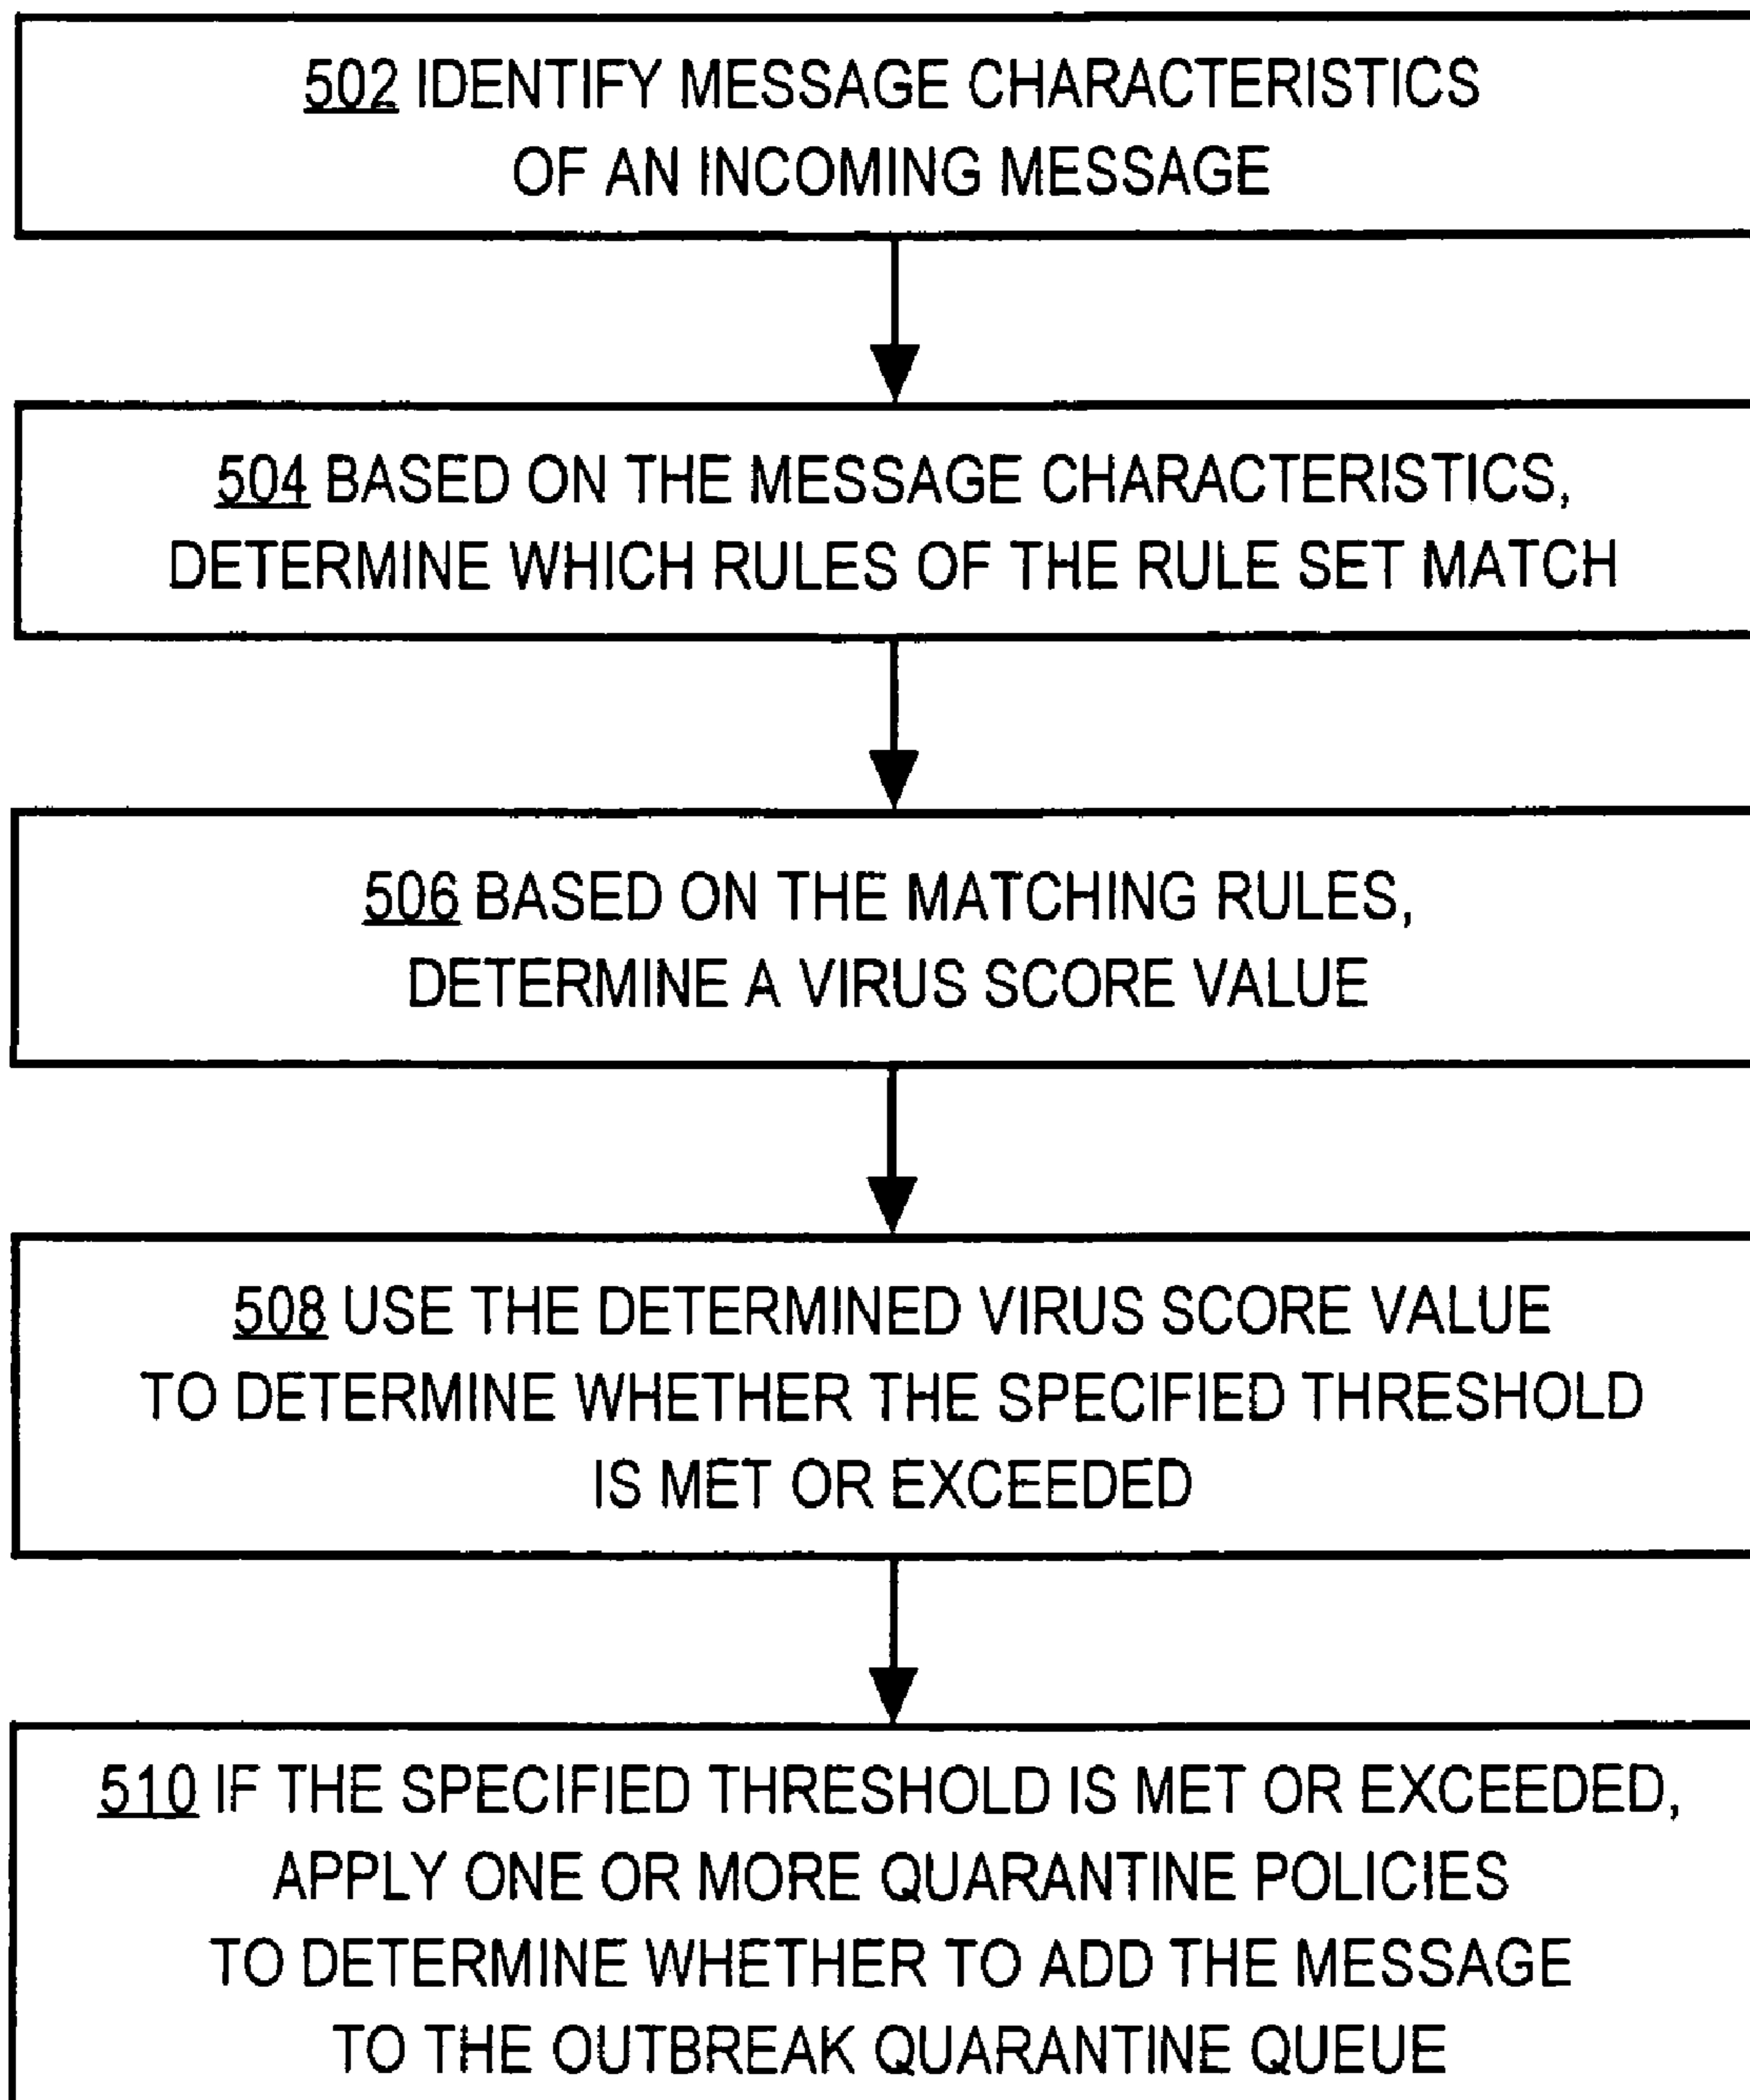 502 IDENTIFY MESSAGE CHARACTERISTICS
OF AN INCOMING MESSAGE
504 BASED ON THE MESSAGE CHARACTERISTICS,
DETERMINE WHICH RULES OF THE RULE SET MATCH
506 BASED ON THE MATCHING RULES,
DETERMINE A VIRUS SCORE VALUE
508 USE THE DETERMINED VIRUS SCORE VALUE
TO DETERMINE WHETHER THE SPECIFIED THRESHOLD
IS MET OR EXCEEDED
510 IF THE SPECIFIED THRESHOLD IS MET OR EXCEEDED,
APPLY ONE OR MORE QUARANTINE POLICIES
TO DETERMINE WHETHER TO ADD THE MESSAGE
TO THE OUTBREAK QUARANTINE QUEUE